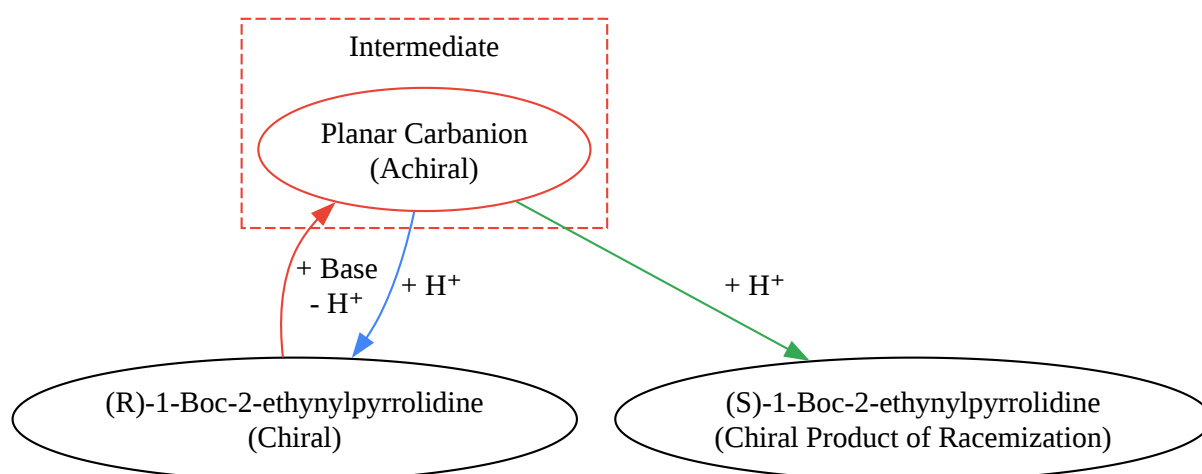 Intermediate
Planar Carbanion
(Achiral)
+ Base
- H⁺
+ H⁺
+ H⁺
(R)-1-Boc-2-ethynylpyrrolidine
(Chiral)
(S)-1-Boc-2-ethynylpyrrolidine
(Chiral Product of Racemization)